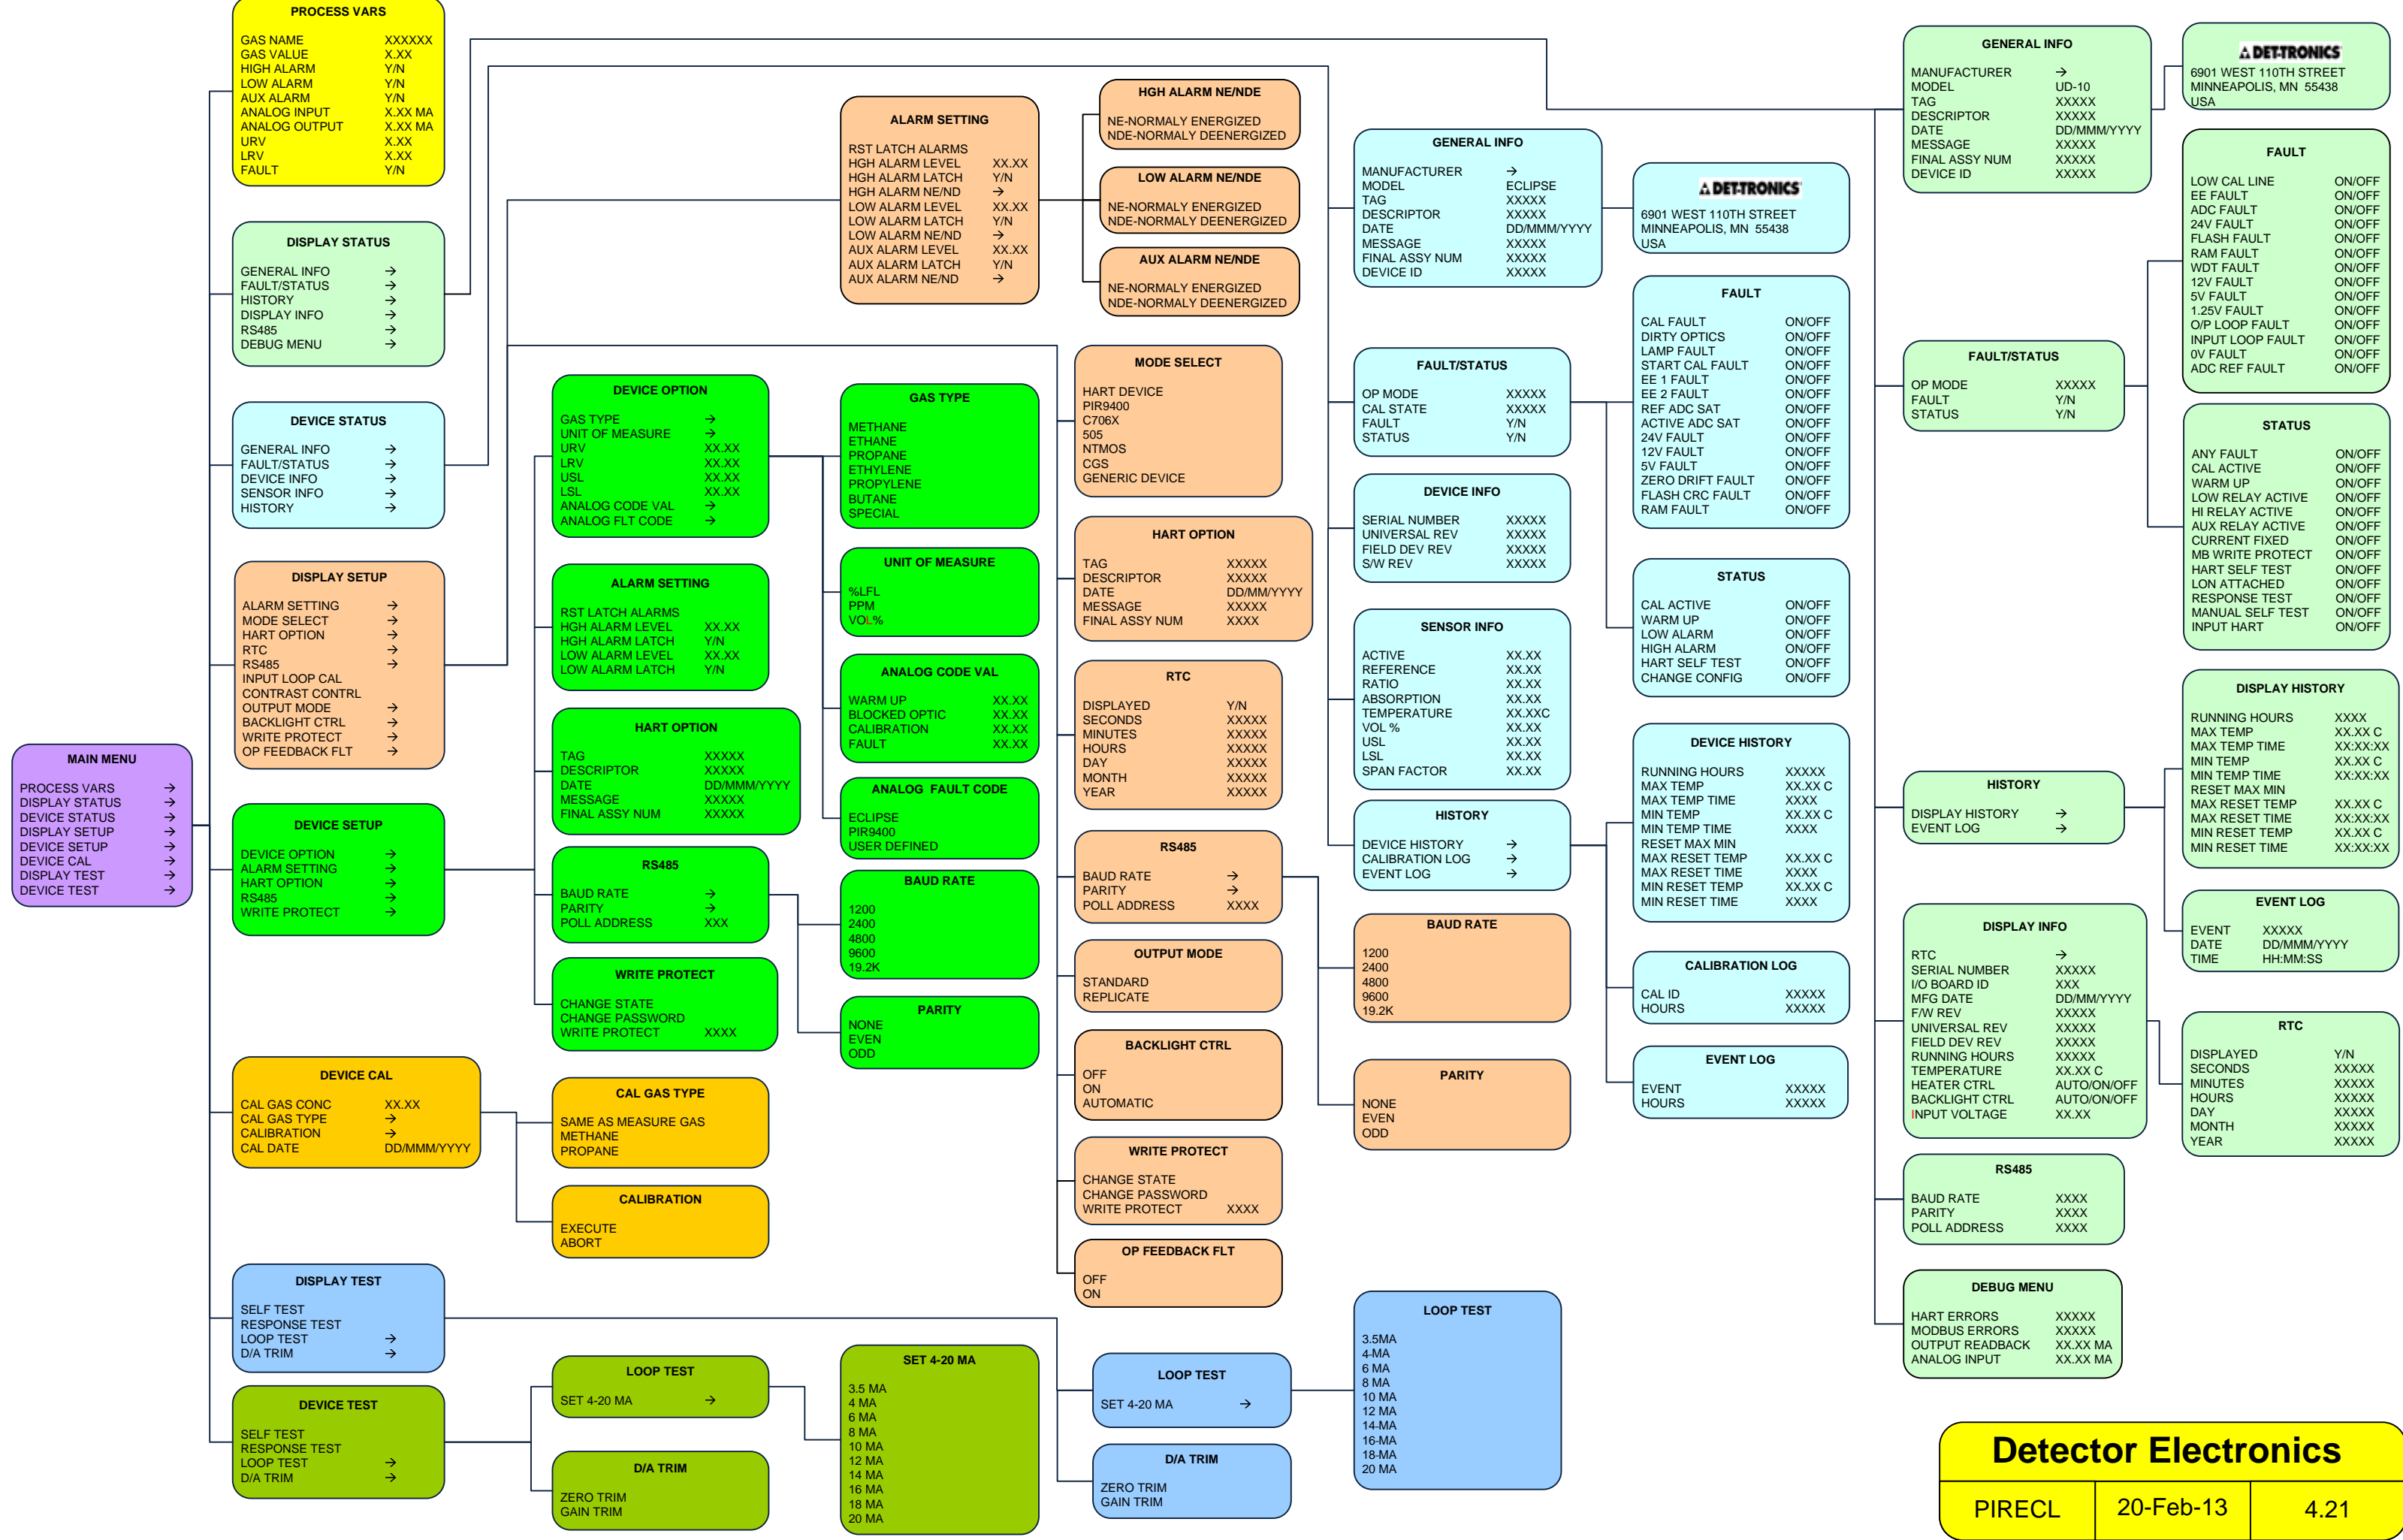 MAIN MENU
PROCESS VARS →
DISPLAY STATUS →
DEVICE STATUS →
DISPLAY SETUP →
DEVICE SETUP →
DEVICE CAL →
DISPLAY TEST →
DEVICE TEST →
PROCESS VARS
GAS NAME XXXXXX
GAS VALUE X.XX
HIGH ALARM Y/N
LOW ALARM Y/N
AUX ALARM Y/N
ANALOG INPUT X.XX MA
ANALOG OUTPUT X.XX MA
URV X.XX
LRV X.XX
FAULT Y/N
DISPLAY STATUS
GENERAL INFO →
FAULT/STATUS →
HISTORY →
DISPLAY INFO →
RS485 →
DEBUG MENU →
DEVICE STATUS
GENERAL INFO →
FAULT/STATUS →
DEVICE INFO →
SENSOR INFO →
HISTORY →
DISPLAY SETUP
ALARM SETTING →
MODE SELECT →
HART OPTION →
RTC →
RS485 →
INPUT LOOP CAL
CONTRAST CONTRL
OUTPUT MODE →
BACKLIGHT CTRL →
WRITE PROTECT →
OP FEEDBACK FLT →
DEVICE SETUP
DEVICE OPTION →
ALARM SETTING →
HART OPTION →
RS485 →
WRITE PROTECT →
DEVICE CAL
CAL GAS CONC XX.XX
CAL GAS TYPE →
CALIBRATION →
CAL DATE DD/MMM/YYYY
DISPLAY TEST
SELF TEST
RESPONSE TEST
LOOP TEST →
D/A TRIM →
DEVICE TEST
SELF TEST
RESPONSE TEST
LOOP TEST →
D/A TRIM →
DEVICE OPTION
GAS TYPE →
UNIT OF MEASURE →
URV XX.XX
LRV XX.XX
USL XX.XX
LSL XX.XX
ANALOG CODE VAL →
ANALOG FLT CODE →
ALARM SETTING
RST LATCH ALARMS
HGH ALARM LEVEL XX.XX
HGH ALARM LATCH Y/N
LOW ALARM LEVEL XX.XX
LOW ALARM LATCH Y/N
HART OPTION
TAG XXXXX
DESCRIPTOR XXXXX
DATE DD/MMM/YYYY
MESSAGE XXXXX
FINAL ASSY NUM XXXXX
RS485
BAUD RATE →
PARITY →
POLL ADDRESS XXX
WRITE PROTECT
CHANGE STATE
CHANGE PASSWORD
WRITE PROTECT XXXX
CAL GAS TYPE
SAME AS MEASURE GAS
METHANE
PROPANE
CALIBRATION
EXECUTE
ABORT
LOOP TEST
SET 4-20 MA →
D/A TRIM
ZERO TRIM
GAIN TRIM
ALARM SETTING
RST LATCH ALARMS
HGH ALARM LEVEL XX.XX
HGH ALARM LATCH Y/N
HGH ALARM NE/ND →
LOW ALARM LEVEL XX.XX
LOW ALARM LATCH Y/N
LOW ALARM NE/ND →
AUX ALARM LEVEL XX.XX
AUX ALARM LATCH Y/N
AUX ALARM NE/ND →
GAS TYPE
METHANE
ETHANE
PROPANE
ETHYLENE
PROPYLENE
BUTANE
SPECIAL
UNIT OF MEASURE
%LFL
PPM
VOL%
ANALOG CODE VAL
WARM UP XX.XX
BLOCKED OPTIC XX.XX
CALIBRATION XX.XX
FAULT XX.XX
ANALOG FAULT CODE
ECLIPSE
PIR9400
USER DEFINED
BAUD RATE
1200
2400
4800
9600
19.2K
PARITY
NONE
EVEN
ODD
SET 4-20 MA
3.5 MA
4 MA
6 MA
8 MA
10 MA
12 MA
14 MA
16 MA
18 MA
20 MA
HGH ALARM NE/NDE
NE-NORMALY ENERGIZED
NDE-NORMALY DEENERGIZED
LOW ALARM NE/NDE
NE-NORMALY ENERGIZED
NDE-NORMALY DEENERGIZED
AUX ALARM NE/NDE
NE-NORMALY ENERGIZED
NDE-NORMALY DEENERGIZED
MODE SELECT
HART DEVICE
PIR9400
C706X
505
NTMOS
CGS
GENERIC DEVICE
HART OPTION
TAG XXXXX
DESCRIPTOR XXXXX
DATE DD/MM/YYYY
MESSAGE XXXXX
FINAL ASSY NUM XXXX
RTC
DISPLAYED Y/N
SECONDS XXXXX
MINUTES XXXXX
HOURS XXXXX
DAY XXXXX
MONTH XXXXX
YEAR XXXXX
RS485
BAUD RATE →
PARITY →
POLL ADDRESS XXXX
OUTPUT MODE
STANDARD
REPLICATE
BACKLIGHT CTRL
OFF
ON
AUTOMATIC
WRITE PROTECT
CHANGE STATE
CHANGE PASSWORD
WRITE PROTECT XXXX
OP FEEDBACK FLT
OFF
ON
LOOP TEST
SET 4-20 MA →
D/A TRIM
ZERO TRIM
GAIN TRIM
GENERAL INFO
MANUFACTURER →
MODEL ECLIPSE
TAG XXXXX
DESCRIPTOR XXXXX
DATE DD/MMM/YYYY
MESSAGE XXXXX
FINAL ASSY NUM XXXXX
DEVICE ID XXXXX
FAULT/STATUS
OP MODE XXXXX
CAL STATE XXXXX
FAULT Y/N
STATUS Y/N
DEVICE INFO
SERIAL NUMBER XXXXX
UNIVERSAL REV XXXXX
FIELD DEV REV XXXXX
S/W REV XXXXX
SENSOR INFO
ACTIVE XX.XX
REFERENCE XX.XX
RATIO XX.XX
ABSORPTION XX.XX
TEMPERATURE XX.XXC
VOL % XX.XX
USL XX.XX
LSL XX.XX
SPAN FACTOR XX.XX
HISTORY
DEVICE HISTORY →
CALIBRATION LOG →
EVENT LOG →
BAUD RATE
1200
2400
4800
9600
19.2K
PARITY
NONE
EVEN
ODD
LOOP TEST
3.5MA
4-MA
6 MA
8 MA
10 MA
12 MA
14-MA
16-MA
18-MA
20 MA
DET-TRONICS
6901 WEST 110TH STREET
MINNEAPOLIS, MN 55438
USA
FAULT
CAL FAULT ON/OFF
DIRTY OPTICS ON/OFF
LAMP FAULT ON/OFF
START CAL FAULT ON/OFF
EE 1 FAULT ON/OFF
EE 2 FAULT ON/OFF
REF ADC SAT ON/OFF
ACTIVE ADC SAT ON/OFF
24V FAULT ON/OFF
12V FAULT ON/OFF
5V FAULT ON/OFF
ZERO DRIFT FAULT ON/OFF
FLASH CRC FAULT ON/OFF
RAM FAULT ON/OFF
STATUS
CAL ACTIVE ON/OFF
WARM UP ON/OFF
LOW ALARM ON/OFF
HIGH ALARM ON/OFF
HART SELF TEST ON/OFF
CHANGE CONFIG ON/OFF
DEVICE HISTORY
RUNNING HOURS XXXXX
MAX TEMP XX.XX C
MAX TEMP TIME XXXX
MIN TEMP XX.XX C
MIN TEMP TIME XXXX
RESET MAX MIN
MAX RESET TEMP XX.XX C
MAX RESET TIME XXXX
MIN RESET TEMP XX.XX C
MIN RESET TIME XXXX
CALIBRATION LOG
CAL ID XXXXX
HOURS XXXXX
EVENT LOG
EVENT XXXXX
HOURS XXXXX
GENERAL INFO
MANUFACTURER →
MODEL UD-10
TAG XXXXX
DESCRIPTOR XXXXX
DATE DD/MMM/YYYY
MESSAGE XXXXX
FINAL ASSY NUM XXXXX
DEVICE ID XXXXX
FAULT/STATUS
OP MODE XXXXX
FAULT Y/N
STATUS Y/N
HISTORY
DISPLAY HISTORY →
EVENT LOG →
DISPLAY INFO
RTC →
SERIAL NUMBER XXXXX
I/O BOARD ID XXX
MFG DATE DD/MM/YYYY
F/W REV XXXXX
UNIVERSAL REV XXXXX
FIELD DEV REV XXXXX
RUNNING HOURS XXXXX
TEMPERATURE XX.XX C
HEATER CTRL AUTO/ON/OFF
BACKLIGHT CTRL AUTO/ON/OFF
INPUT VOLTAGE XX.XX
RS485
BAUD RATE XXXX
PARITY XXXX
POLL ADDRESS XXXX
DEBUG MENU
HART ERRORS XXXXX
MODBUS ERRORS XXXXX
OUTPUT READBACK XX.XX MA
ANALOG INPUT XX.XX MA
DET-TRONICS
6901 WEST 110TH STREET
MINNEAPOLIS, MN 55438
USA
FAULT
LOW CAL LINE ON/OFF
EE FAULT ON/OFF
ADC FAULT ON/OFF
24V FAULT ON/OFF
FLASH FAULT ON/OFF
RAM FAULT ON/OFF
WDT FAULT ON/OFF
12V FAULT ON/OFF
5V FAULT ON/OFF
1.25V FAULT ON/OFF
O/P LOOP FAULT ON/OFF
INPUT LOOP FAULT ON/OFF
0V FAULT ON/OFF
ADC REF FAULT ON/OFF
STATUS
ANY FAULT ON/OFF
CAL ACTIVE ON/OFF
WARM UP ON/OFF
LOW RELAY ACTIVE ON/OFF
HI RELAY ACTIVE ON/OFF
AUX RELAY ACTIVE ON/OFF
CURRENT FIXED ON/OFF
MB WRITE PROTECT ON/OFF
HART SELF TEST ON/OFF
LON ATTACHED ON/OFF
RESPONSE TEST ON/OFF
MANUAL SELF TEST ON/OFF
INPUT HART ON/OFF
DISPLAY HISTORY
RUNNING HOURS XXXX
MAX TEMP XX.XX C
MAX TEMP TIME XX:XX:XX
MIN TEMP XX.XX C
MIN TEMP TIME XX:XX:XX
RESET MAX MIN
MAX RESET TEMP XX.XX C
MAX RESET TIME XX:XX:XX
MIN RESET TEMP XX.XX C
MIN RESET TIME XX:XX:XX
EVENT LOG
EVENT XXXXX
DATE DD/MMM/YYYY
TIME HH:MM:SS
RTC
DISPLAYED Y/N
SECONDS XXXXX
MINUTES XXXXX
HOURS XXXXX
DAY XXXXX
MONTH XXXXX
YEAR XXXXX
Detector Electronics
PIRECL 20-Feb-13 4.21